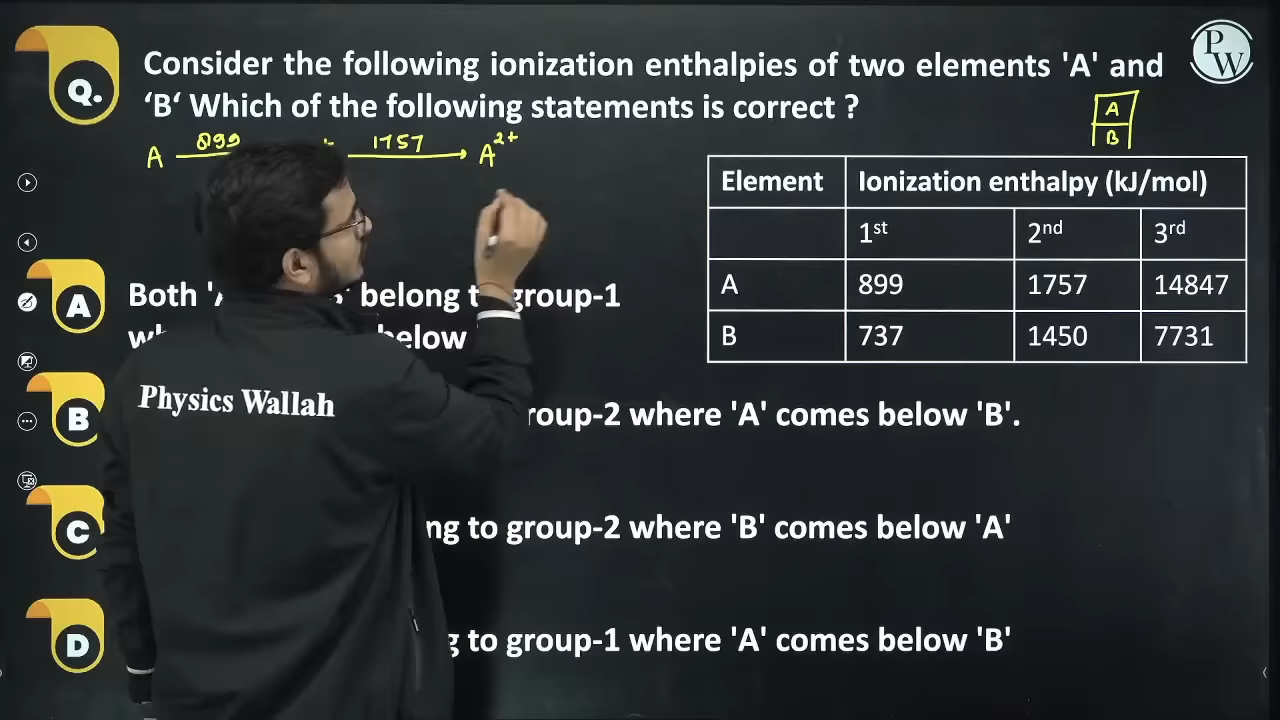 Q.
Consider the following ionization enthalpies of two elements 'A' and
‘B‘ Which of the following statements is correct ?
PW
A
B
A 899 1757 A²⁺
Element Ionization enthalpy (kJ/mol)
1st 2nd 3rd
A 899 1757 14847
B 737 1450 7731
A
Both belong group-1
below
B
group-2 where 'A' comes below 'B'.
C
to group-2 where 'B' comes below 'A'
D
to group-1 where 'A' comes below 'B'
Physics Wallah